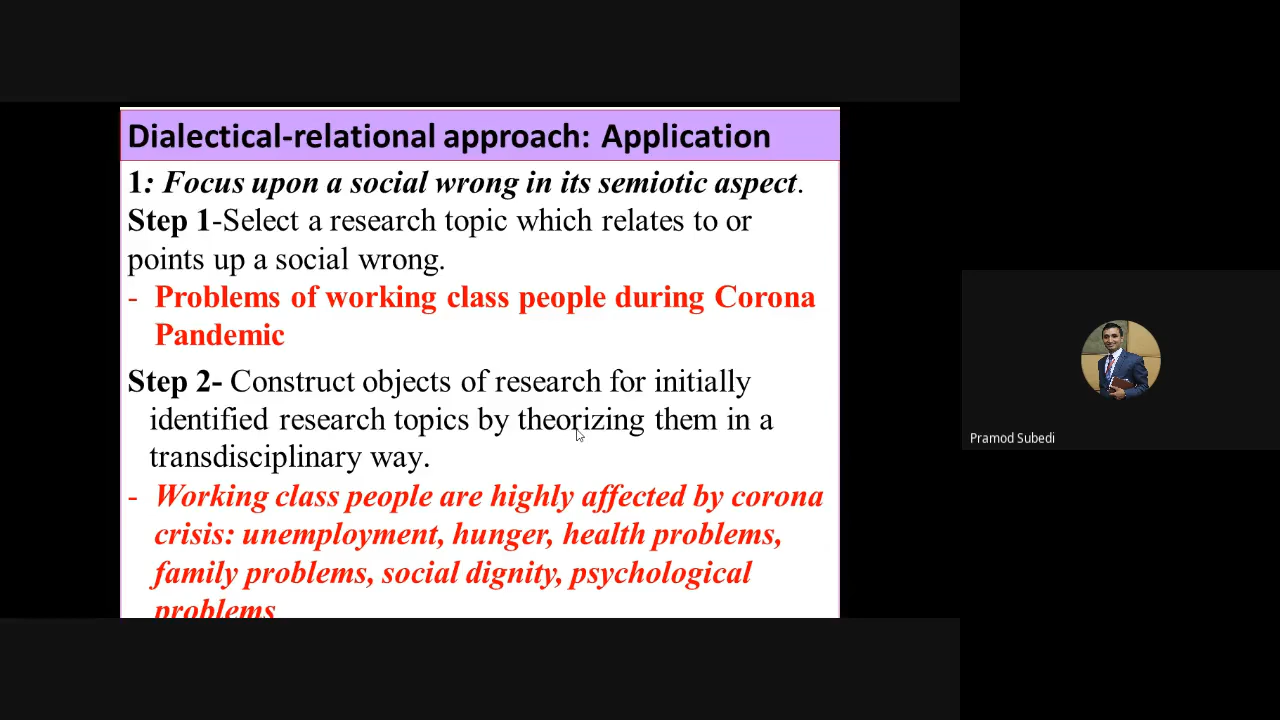 Dialectical-relational approach: Application
1: Focus upon a social wrong in its semiotic aspect.
Step 1-Select a research topic which relates to or
points up a social wrong.
- Problems of working class people during Corona
Pandemic
Step 2- Construct objects of research for initially
identified research topics by theorizing them in a
transdisciplinary way.
- Working class people are highly affected by corona
crisis: unemployment, hunger, health problems,
family problems, social dignity, psychological
problems
Pramod Subedi